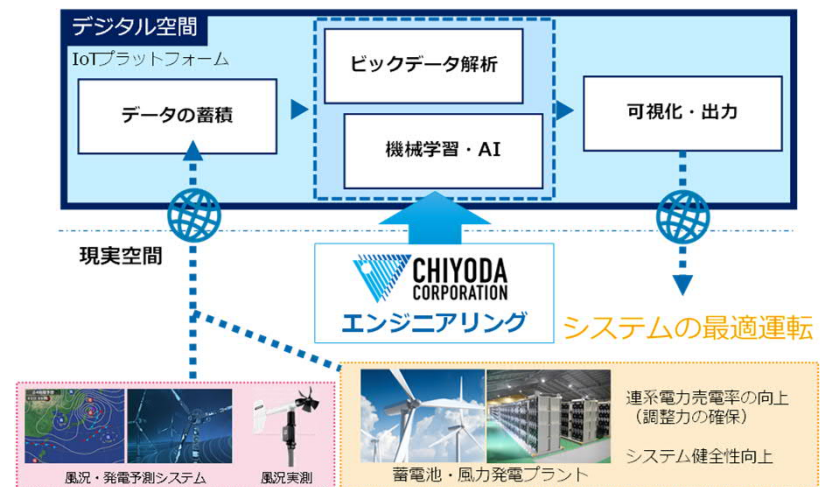 デジタル空間
IoTプラットフォーム
データの蓄積
ビックデータ解析
機械学習・AI
可視化・出力
現実空間
CHIYODA
CORPORATION
エンジニアリング
システムの最適運転
風況・発電予測システム
風況実測
蓄電池・風力発電プラント
連系電力売電率の向上
（調整力の確保）
システム健全性向上